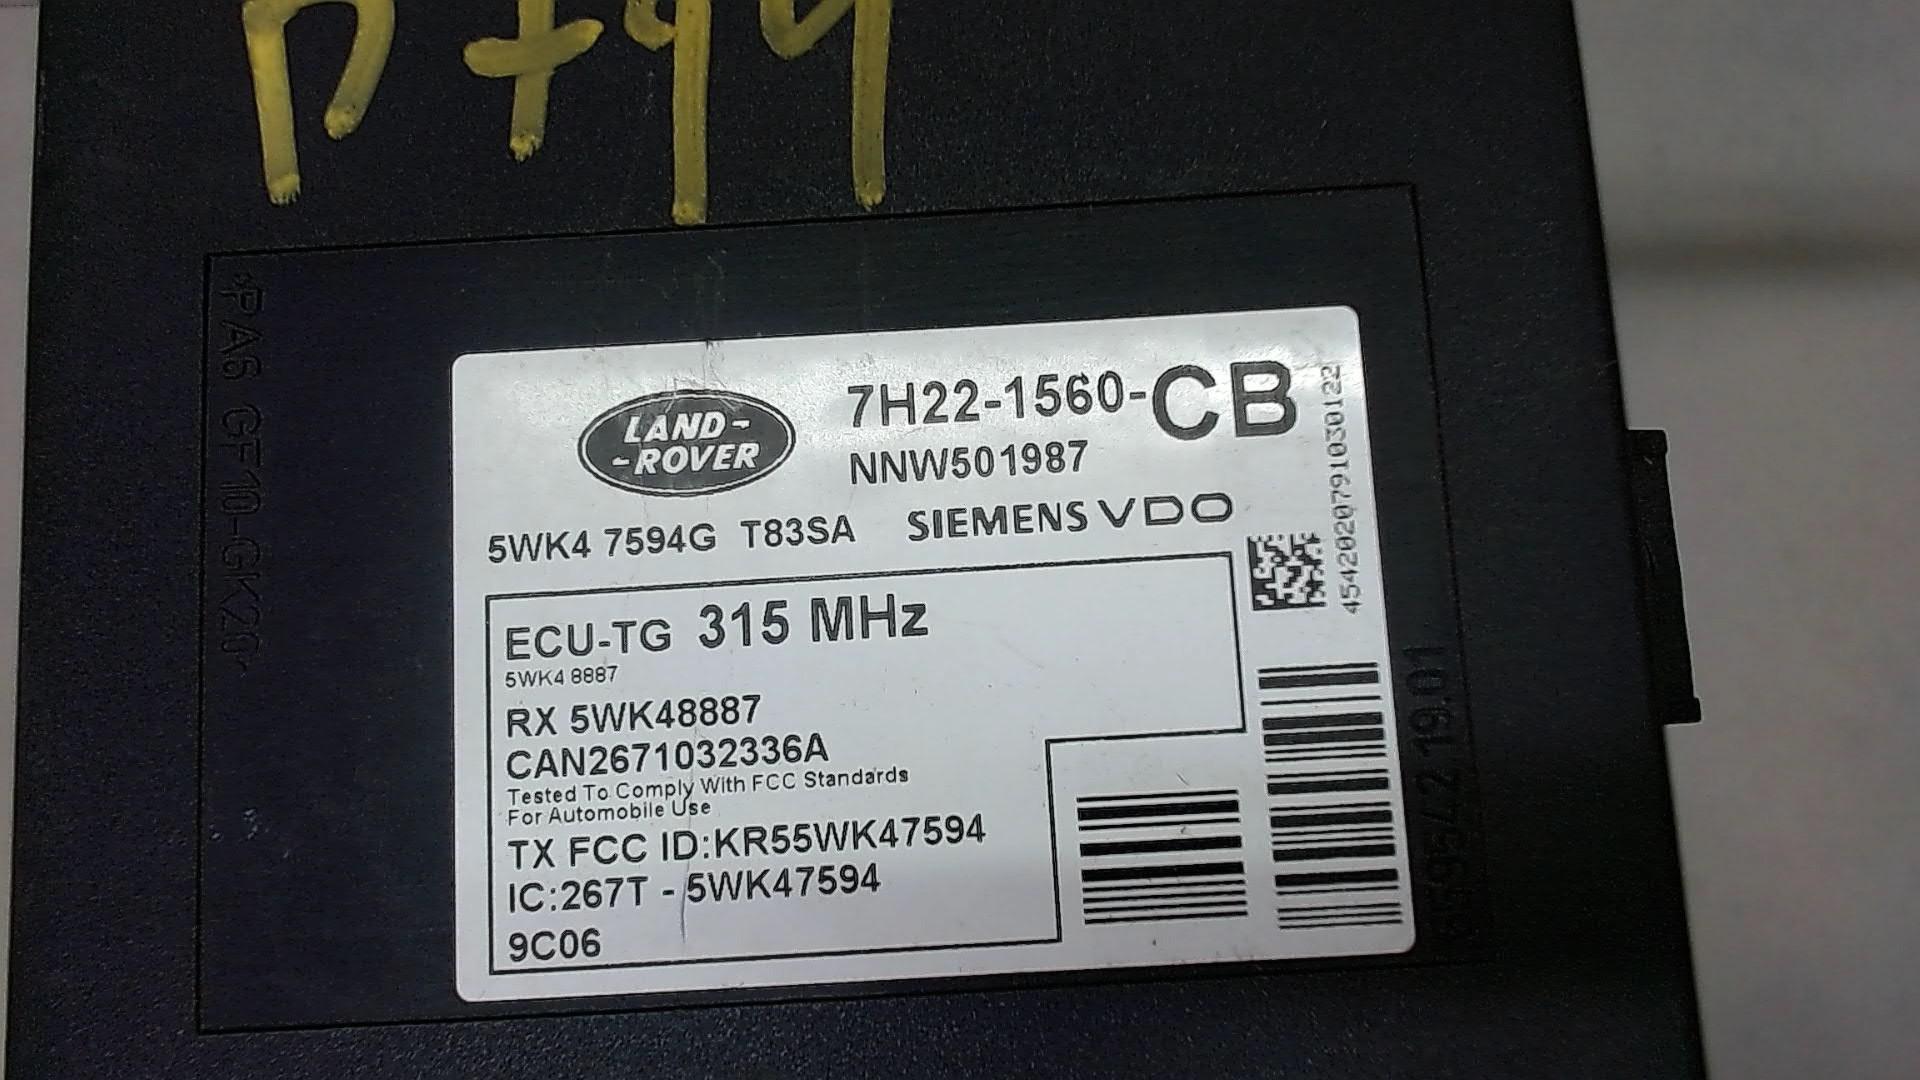 *PA6 GF10-GK20*
LAND-
-ROVER
7H22-1560-CB
NNW501987
5WK4 7594G T83SA SIEMENS VDO
4542020791030122
ECU-TG 315 MHz
5WK4 8887
RX 5WK48887
CAN2671032336A
Tested To Comply With FCC Standards
For Automobile Use
TX FCC ID:KR55WK47594
IC:267T - 5WK47594
9C06